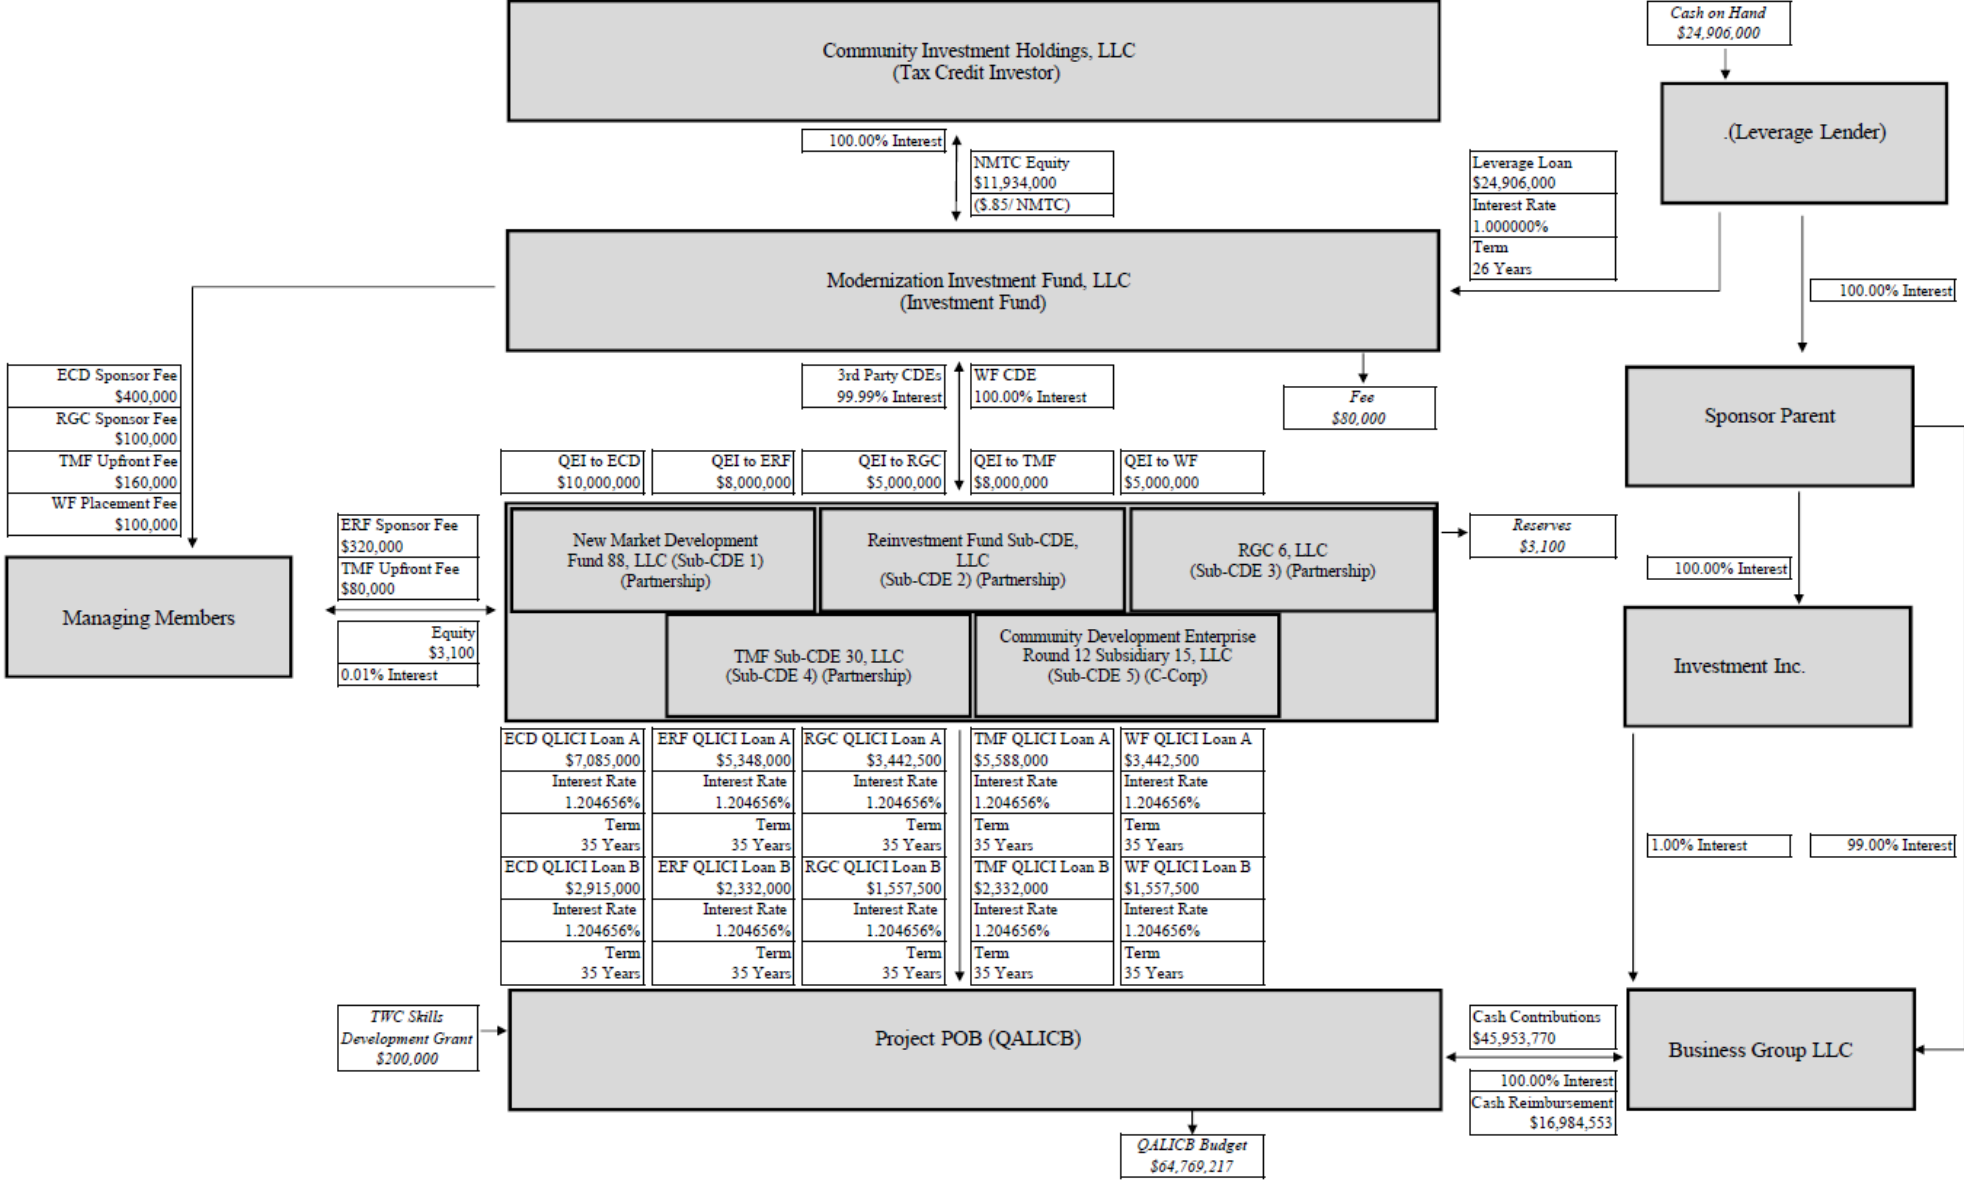 Community Investment Holdings, LLC
(Tax Credit Investor)
Cash on Hand
$24,906,000
.(Leverage Lender)
100.00% Interest
NMTC Equity
$11,934,000
($.85/ NMTC)
Leverage Loan
$24,906,000
Interest Rate
1.000000%
Term
26 Years
Modernization Investment Fund, LLC
(Investment Fund)
100.00% Interest
ECD Sponsor Fee
$400,000
RGC Sponsor Fee
$100,000
TMF Upfront Fee
$160,000
WF Placement Fee
$100,000
3rd Party CDEs
99.99% Interest
WF CDE
100.00% Interest
Fee
$80,000
Sponsor Parent
QEI to ECD
$10,000,000
QEI to ERF
$8,000,000
QEI to RGC
$5,000,000
QEI to TMF
$8,000,000
QEI to WF
$5,000,000
ERF Sponsor Fee
$320,000
TMF Upfront Fee
$80,000
Equity
$3,100
0.01% Interest
Managing Members
New Market Development
Fund 88, LLC (Sub-CDE 1)
(Partnership)
Reinvestment Fund Sub-CDE,
LLC
(Sub-CDE 2) (Partnership)
RGC 6, LLC
(Sub-CDE 3) (Partnership)
TMF Sub-CDE 30, LLC
(Sub-CDE 4) (Partnership)
Community Development Enterprise
Round 12 Subsidiary 15, LLC
(Sub-CDE 5) (C-Corp)
Reserves
$3,100
100.00% Interest
Investment Inc.
ECD QLICI Loan A
$7,085,000
Interest Rate
1.204656%
Term
35 Years
ECD QLICI Loan B
$2,915,000
Interest Rate
1.204656%
Term
35 Years
ERF QLICI Loan A
$5,348,000
Interest Rate
1.204656%
Term
35 Years
ERF QLICI Loan B
$2,332,000
Interest Rate
1.204656%
Term
35 Years
RGC QLICI Loan A
$3,442,500
Interest Rate
1.204656%
Term
35 Years
RGC QLICI Loan B
$1,557,500
Interest Rate
1.204656%
Term
35 Years
TMF QLICI Loan A
$5,588,000
Interest Rate
1.204656%
Term
35 Years
TMF QLICI Loan B
$2,332,000
Interest Rate
1.204656%
Term
35 Years
WF QLICI Loan A
$3,442,500
Interest Rate
1.204656%
Term
35 Years
WF QLICI Loan B
$1,557,500
Interest Rate
1.204656%
Term
35 Years
1.00% Interest
99.00% Interest
TWC Skills
Development Grant
$200,000
Project POB (QALICB)
Cash Contributions
$45,953,770
100.00% Interest
Cash Reimbursement
$16,984,553
Business Group LLC
QALICB Budget
$64,769,217